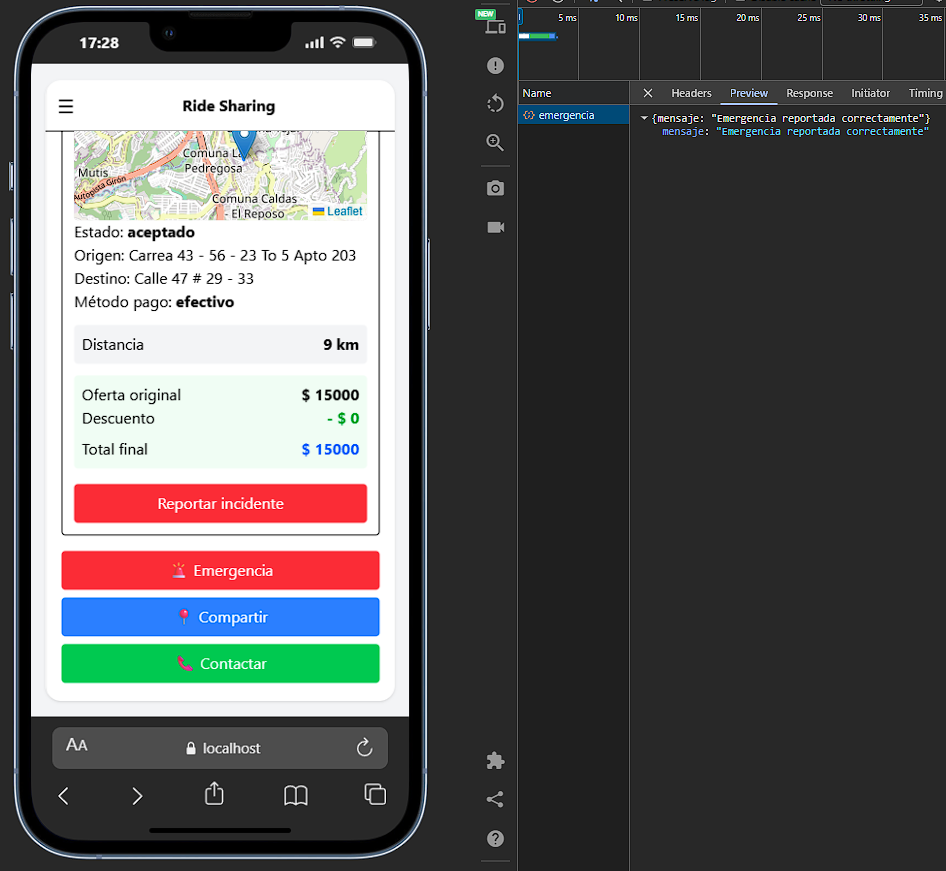 17:28
☰ Ride Sharing
Comuna La
Pedregosa
Mutis
Autopista Girón
Comuna Caldas
- El Reposo
Leaflet
Estado: aceptado
Origen: Carrea 43 - 56 - 23 To 5 Apto 203
Destino: Calle 47 # 29 - 33
Método pago: efectivo
Distancia 9 km
Oferta original $ 15000
Descuento - $ 0
Total final $ 15000
Reportar incidente
🚨 Emergencia
📍 Compartir
📞 Contactar
AA localhost
NEW
5 ms 10 ms 15 ms 20 ms 25 ms 30 ms 35 ms
Name
emergencia
Headers Preview Response Initiator Timing
{mensaje: "Emergencia reportada correctamente"}
mensaje: "Emergencia reportada correctamente"